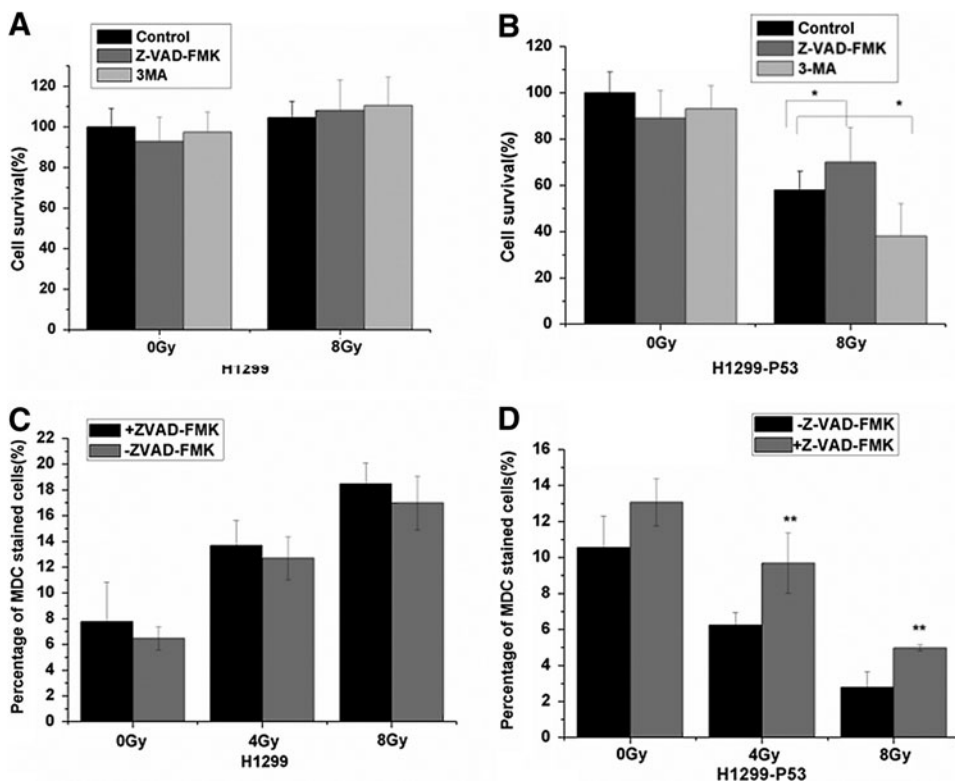 A
Control
Z-VAD-FMK
3MA
Cell survival(%)
120
100
80
60
40
20
0
0Gy
8Gy
H1299
B
Control
Z-VAD-FMK
3-MA
Cell survival(%)
120
100
80
60
40
20
0
*
*
0Gy
8Gy
H1299-P53
C
+ZVAD-FMK
-ZVAD-FMK
Percentage of MDC stained cells(%)
22
20
18
16
14
12
10
8
6
4
2
0
0Gy
4Gy
8Gy
H1299
D
-Z-VAD-FMK
+Z-VAD-FMK
Percentage of MDC stained cells(%)
16
14
12
10
8
6
4
2
0
**
**
0Gy
4Gy
8Gy
H1299-P53